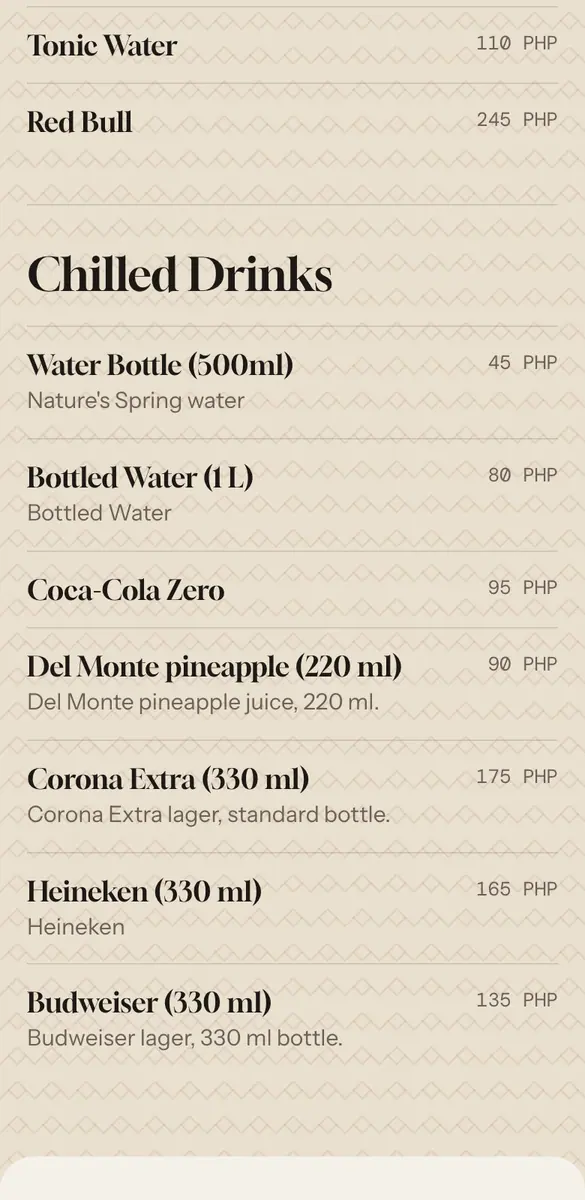 Tonic Water 110 PHP
Red Bull 245 PHP
Chilled Drinks
Water Bottle (500ml) 45 PHP
Nature's Spring water
Bottled Water (1 L) 80 PHP
Bottled Water
Coca-Cola Zero 95 PHP
Del Monte pineapple (220 ml) 90 PHP
Del Monte pineapple juice, 220 ml.
Corona Extra (330 ml) 175 PHP
Corona Extra lager, standard bottle.
Heineken (330 ml) 165 PHP
Heineken
Budweiser (330 ml) 135 PHP
Budweiser lager, 330 ml bottle.